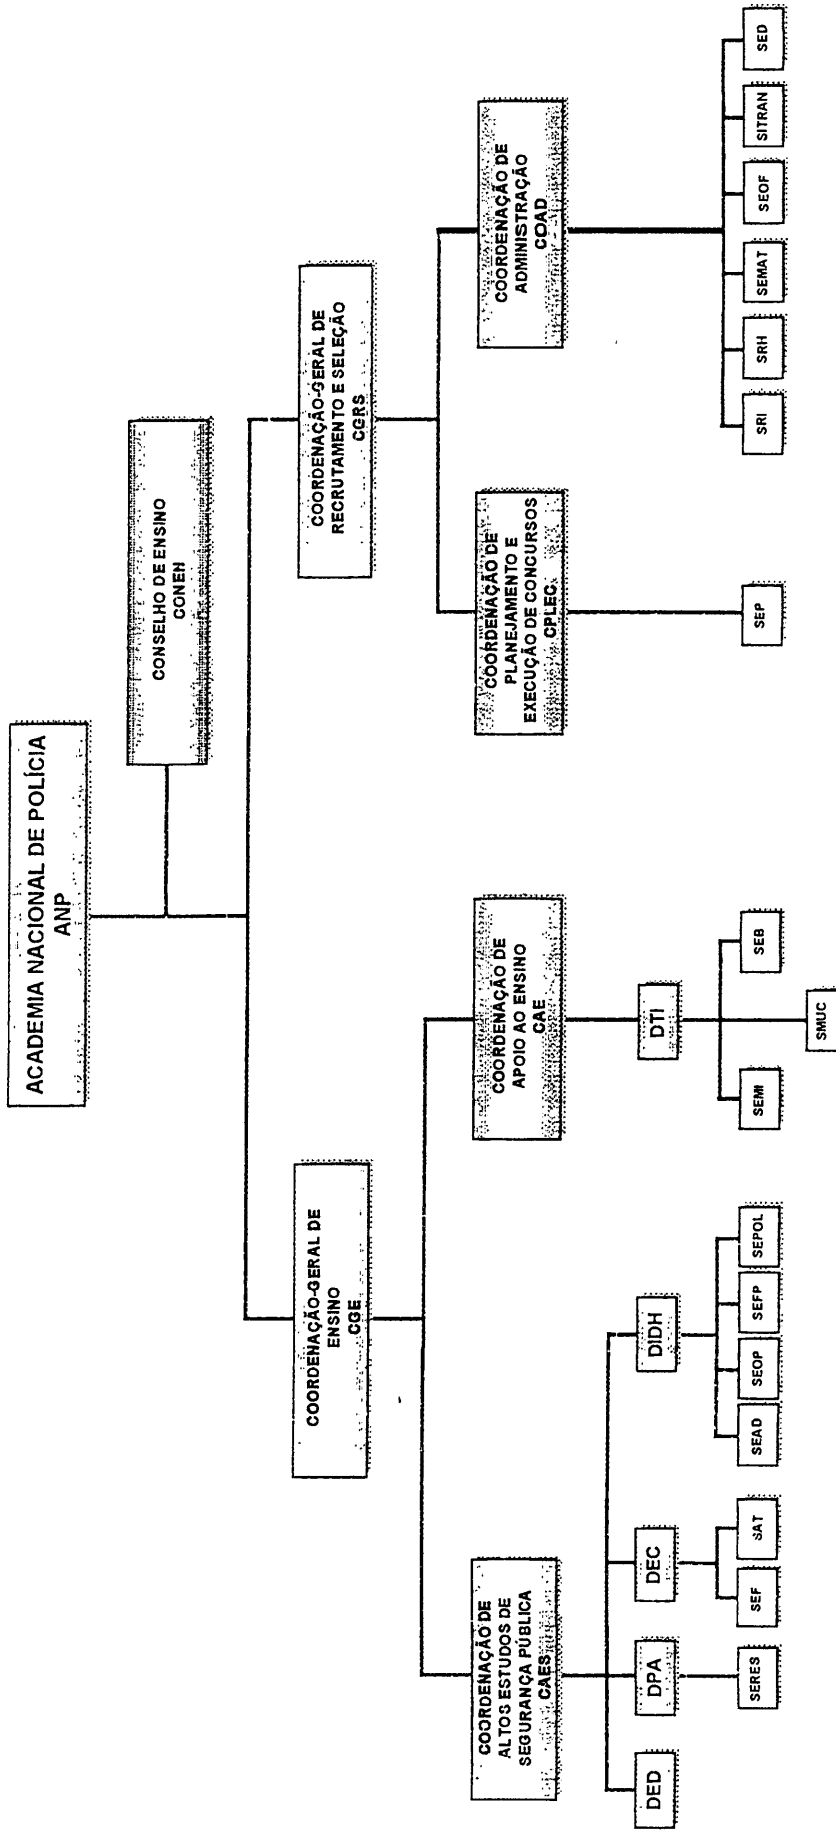 ACADEMIA NACIONAL DE POLÍCIA
ANP
CONSELHO DE ENSINO
CONEN
COORDENAÇÃO-GERAL DE
ENSINO
CGE
COORDENAÇÃO-GERAL DE
RECRUTAMENTO E SELEÇÃO
CGRS
COORDENAÇÃO DE
ALTOS ESTUDOS DE
SEGURANÇA PÚBLICA
CAES
COORDENAÇÃO DE
APOIO AO ENSINO
CAE
COORDENAÇÃO DE
PLANEJAMENTO E
EXECUÇÃO DE CONCURSOS
CPLEC
COORDENAÇÃO DE
ADMINISTRAÇÃO
COAD
DED
DPA
DEC
DIDH
DTI
SERES
SEF
SAT
SEAD
SEOP
SEFP
SEPOL
SEMI
SEB
SEP
SRI
SRH
SEMAT
SEOF
SITRAN
SED
SMUC